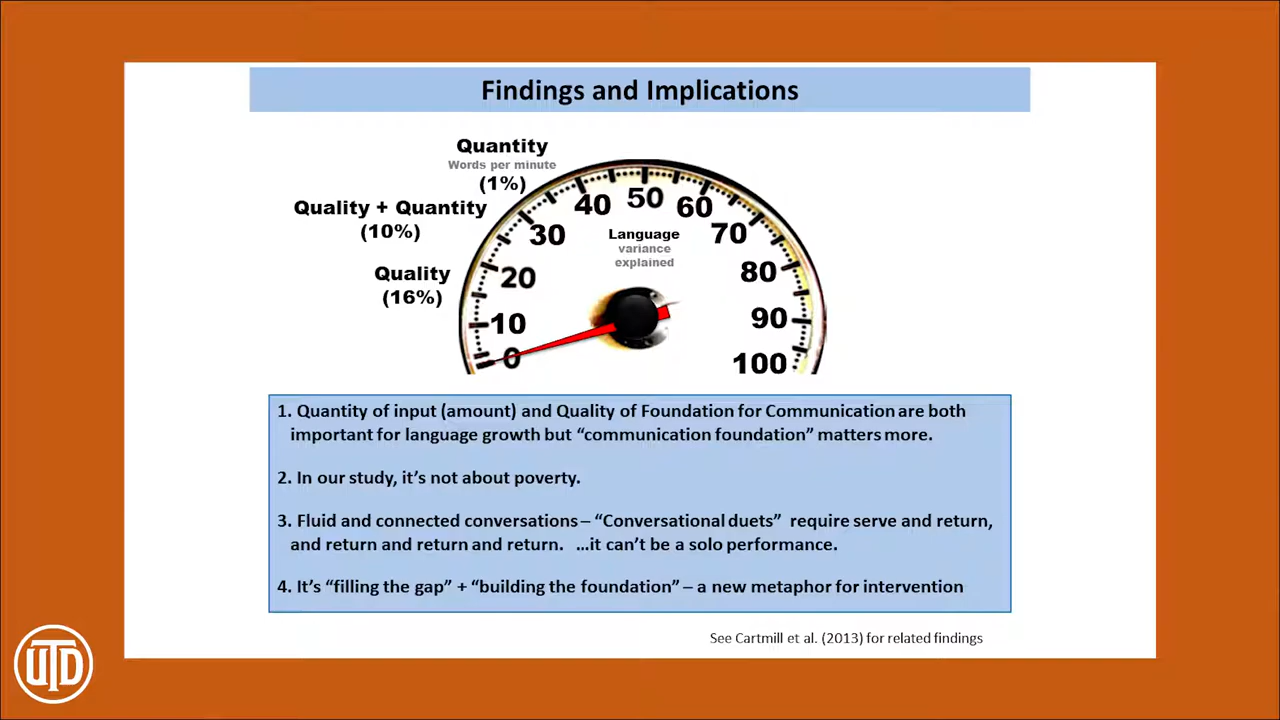 Findings and Implications
Quantity
Words per minute
(1%)
Quality + Quantity
(10%)
Quality
(16%)
0
10
20
30
40
50
60
70
80
90
100
Language
variance
explained
1. Quantity of input (amount) and Quality of Foundation for Communication are both
important for language growth but “communication foundation” matters more.
2. In our study, it’s not about poverty.
3. Fluid and connected conversations – “Conversational duets” require serve and return,
and return and return and return. …it can’t be a solo performance.
4. It’s “filling the gap” + “building the foundation” – a new metaphor for intervention
See Cartmill et al. (2013) for related findings
UTD